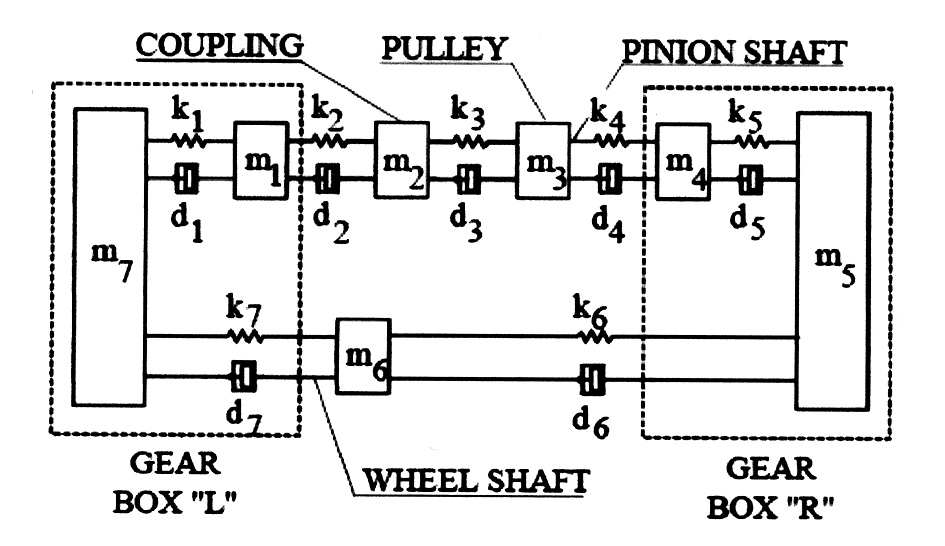 COUPLING PULLEY PINION SHAFT
k1 k2 k3 k4 k5
m1 m2 m3 m4
d1 d2 d3 d4 d5
m7 m5
k7 k6
m6
d7 d6
GEAR
BOX "L"
WHEEL SHAFT
GEAR
BOX "R"